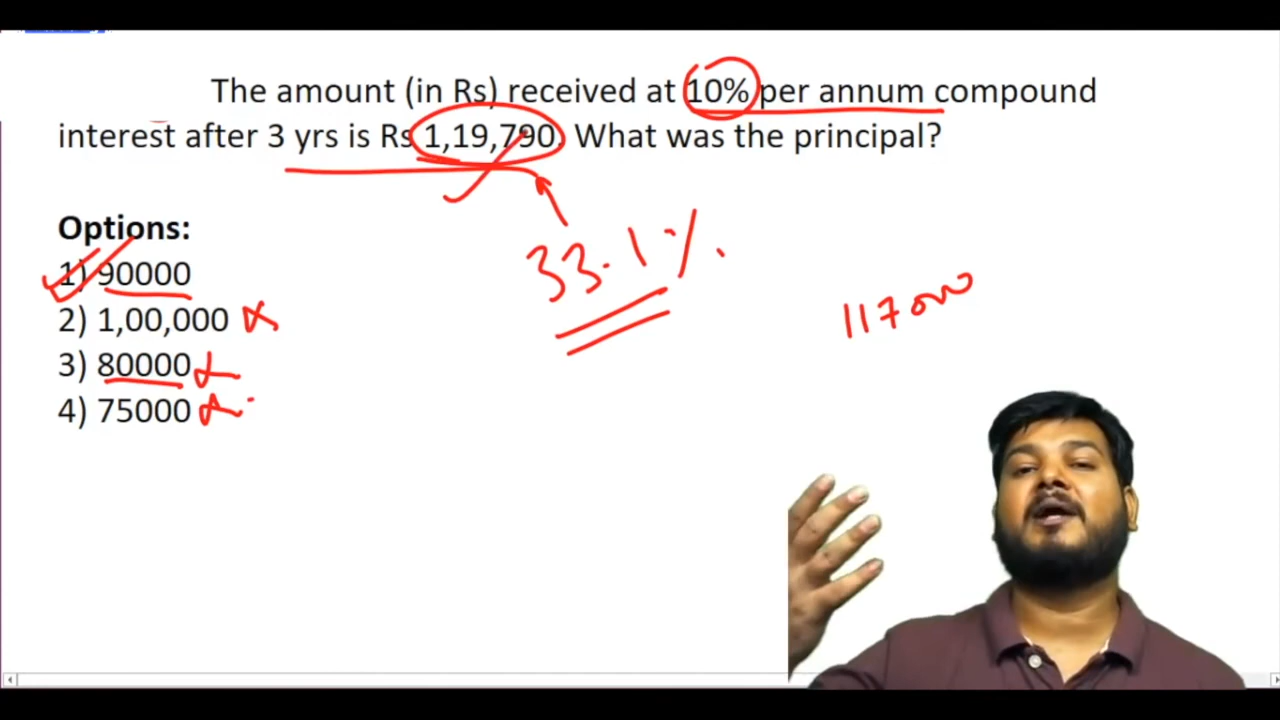 The amount (in Rs) received at 10% per annum compound
interest after 3 yrs is Rs 1,19,790. What was the principal?
Options:
1) 90000
2) 1,00,000
3) 80000
4) 75000
33.1%
117000